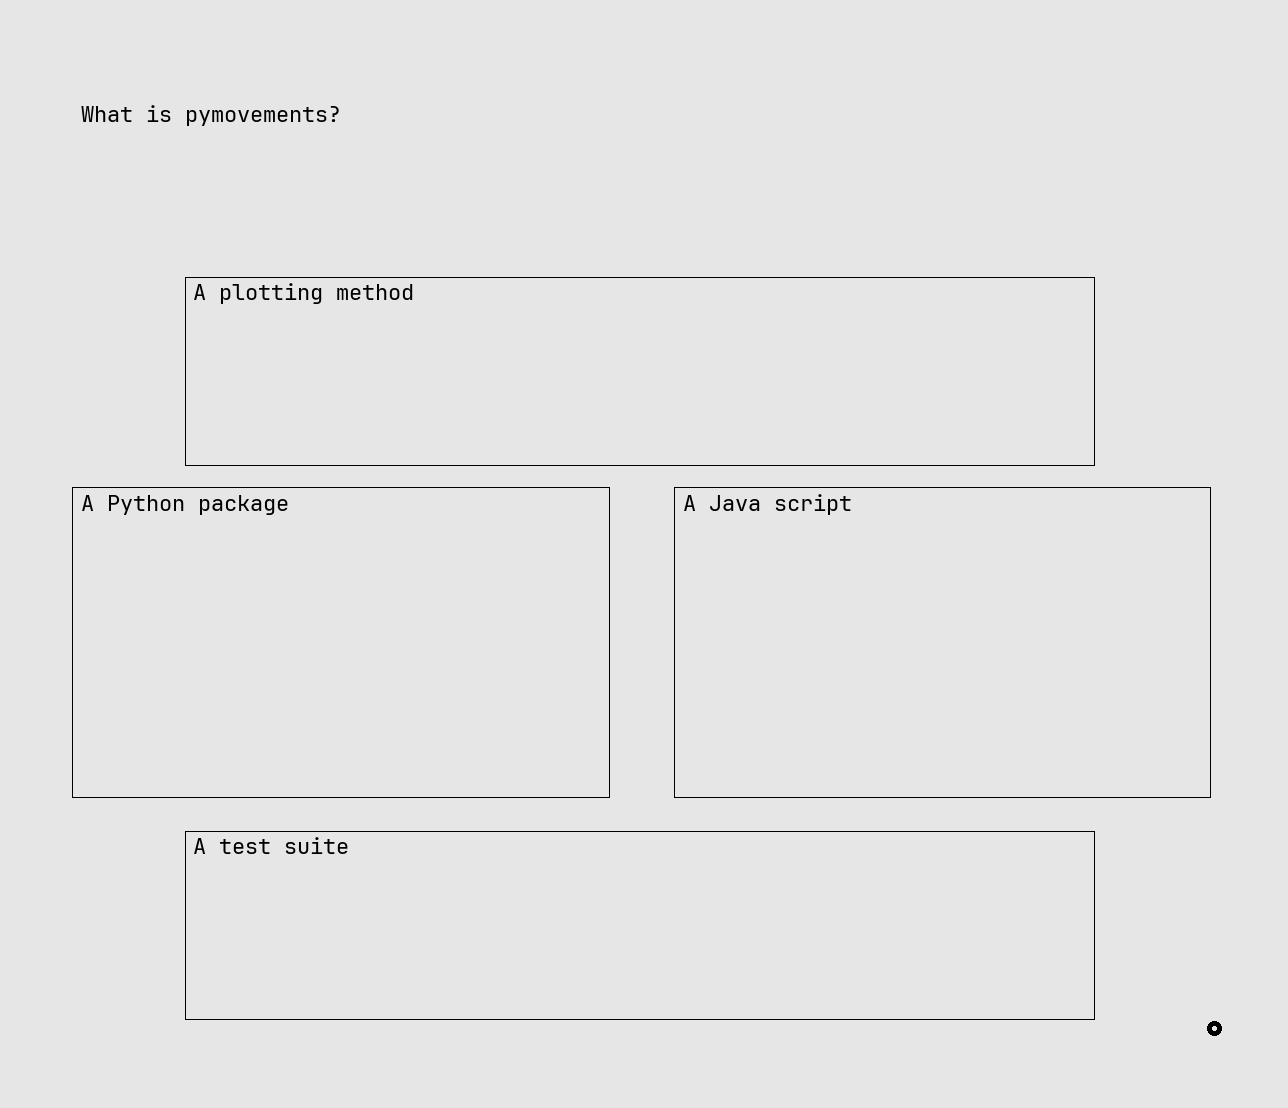 What is pymovements?
A plotting method
A Python package
A Java script
A test suite